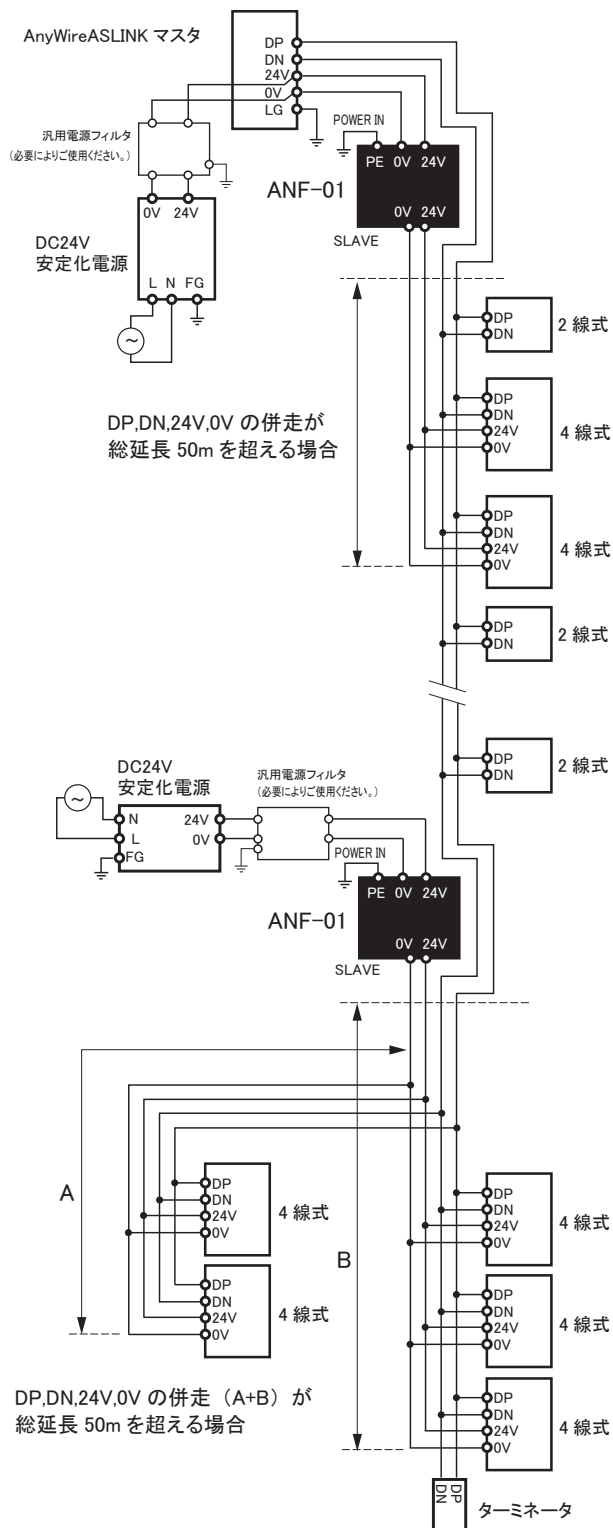 AnyWireASLINK マスタ
DP
DN
24V
0V
LG
汎用電源フィルタ
(必要によりご使用ください。)
POWER IN
PE 0V 24V
ANF-01
0V 24V
SLAVE
0V 24V
DC24V
安定化電源
L N FG
~
DP
DN
2 線式
DP,DN,24V,0V の併走が
総延長 50m を超える場合
DP
DN
24V
0V
4 線式
DP
DN
24V
0V
4 線式
DP
DN
2 線式
DP
DN
2 線式
DC24V
安定化電源
汎用電源フィルタ
(必要によりご使用ください。)
~
N
L
FG
24V
0V
POWER IN
PE 0V 24V
ANF-01
0V 24V
SLAVE
A
B
DP
DN
24V
0V
4 線式
DP
DN
24V
0V
4 線式
DP
DN
24V
0V
4 線式
DP
DN
24V
0V
4 線式
DP
DN
24V
0V
4 線式
DP,DN,24V,0V の併走（A+B）が
総延長 50m を超える場合
DP
DN
ターミネータ